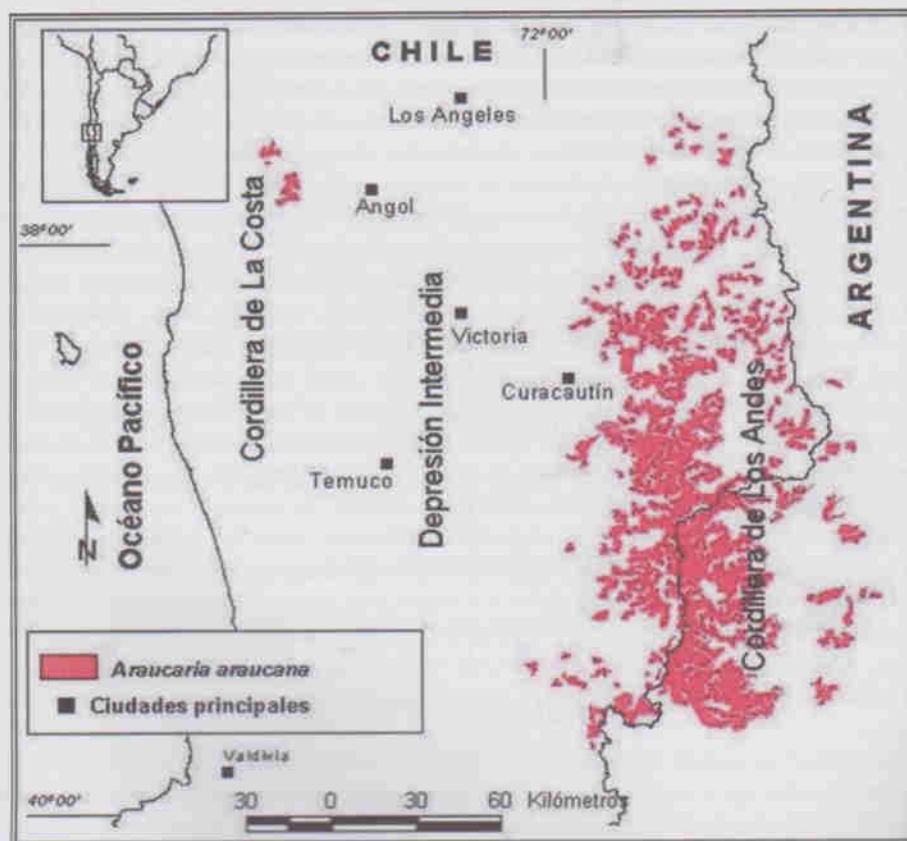 CHILE
72°00'
Los Angeles
Angol
38°00'
Cordillera de La Costa
ARGENTINA
Victoria
Depresión Intermedia
Curacautín
Océano Pacífico
Temuco
Cordillera de Los Andes
N
Araucaria araucana
Ciudades principales
Valdivia
40°00'
30 0 30 60 Kilómetros